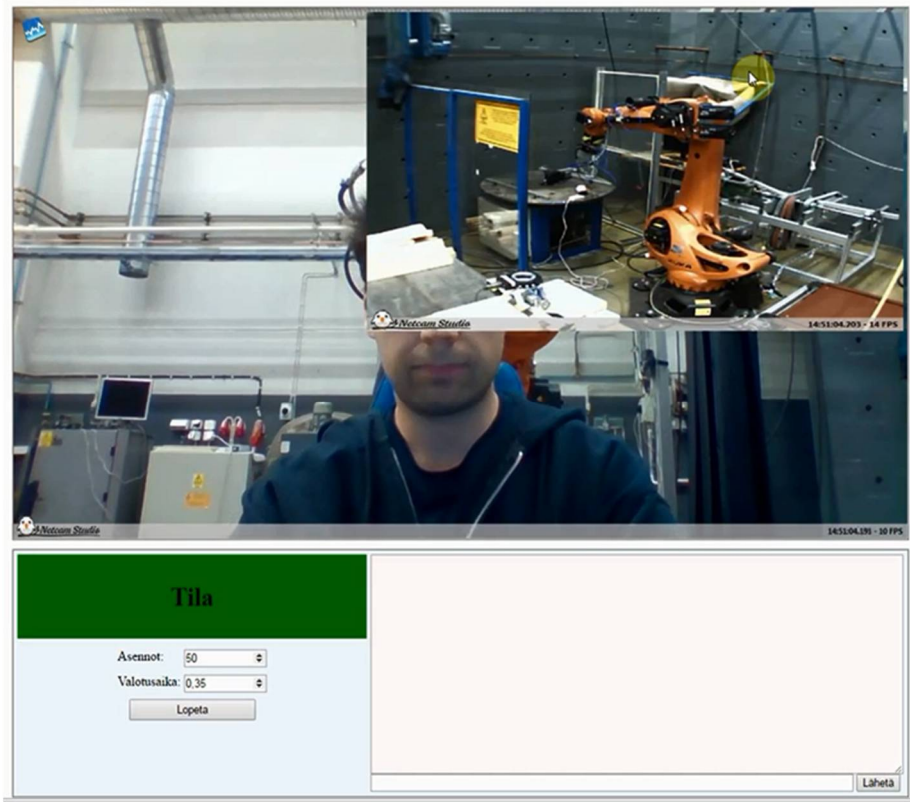 Netcam Studio
14:51:04.203 - 14 FPS
Netcam Studio
14:51:04.191 - 10 FPS
Tila
Asennot: 50
Valotusaika: 0,35
Lopeta
Lähetä